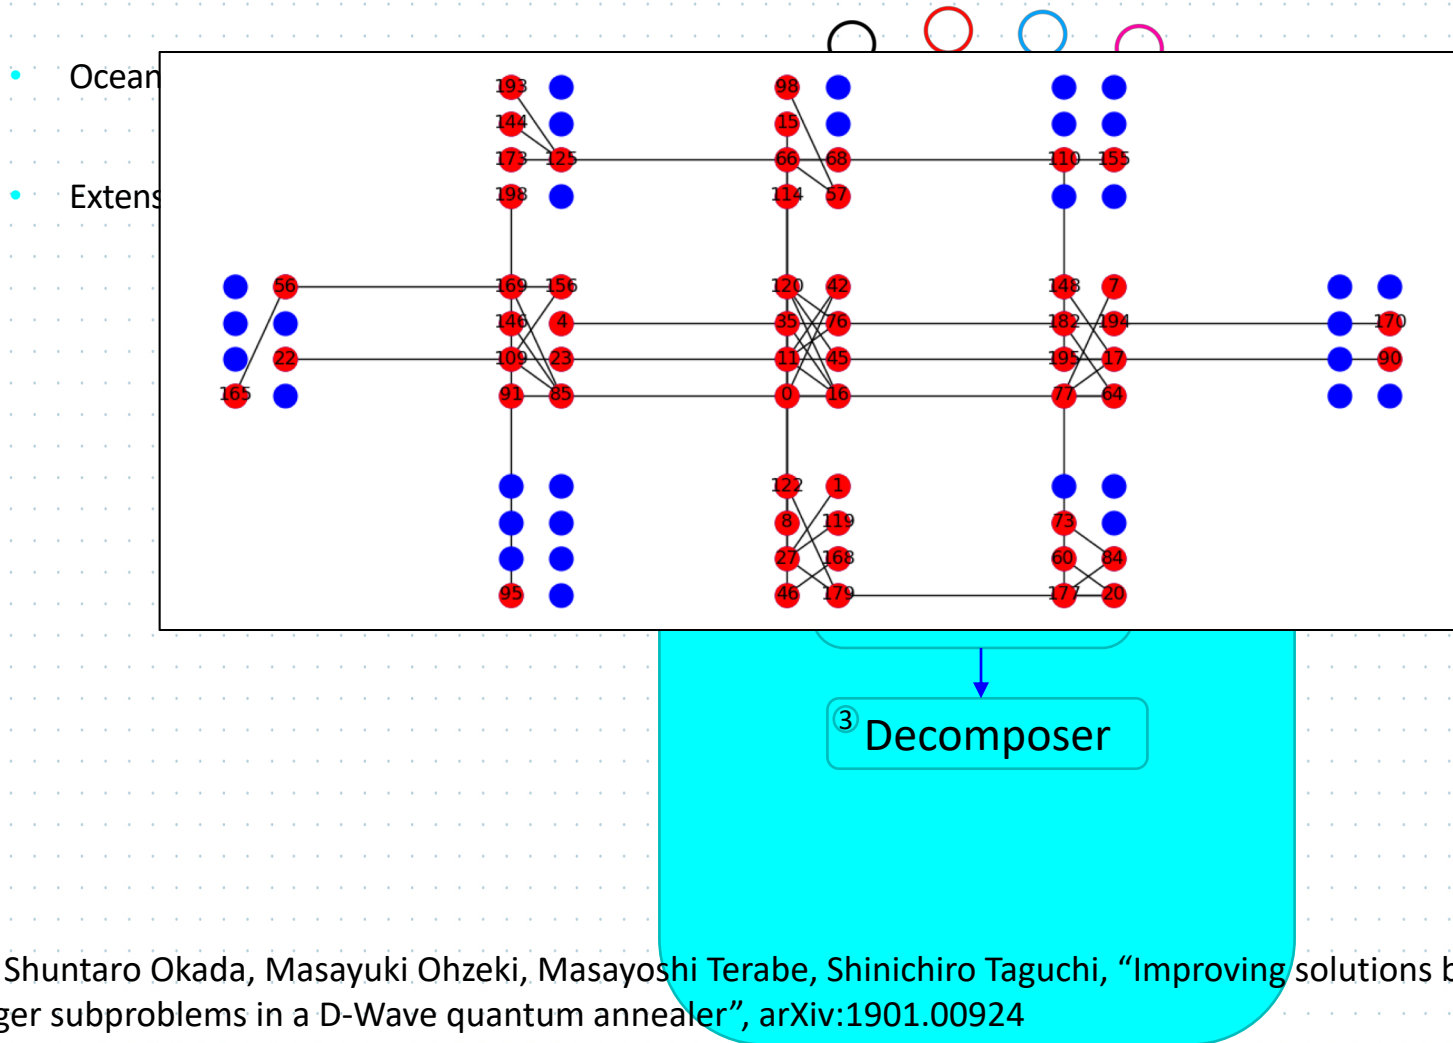 Ocean
Extens
193
98
144
15
173 125 66 68 110 155
198 114 57
56 169 156 120 42 148 7
146 4 35 76 182 194 170
22 109 23 11 45 195 17 90
165 91 85 0 16 77 64
122 1
8 119 73
27 168 60 84
95 46 179 177 20
3 Decomposer
Shuntaro Okada, Masayuki Ohzeki, Masayoshi Terabe, Shinichiro Taguchi, “Improving solutions b
ger subproblems in a D-Wave quantum annealer”, arXiv:1901.00924